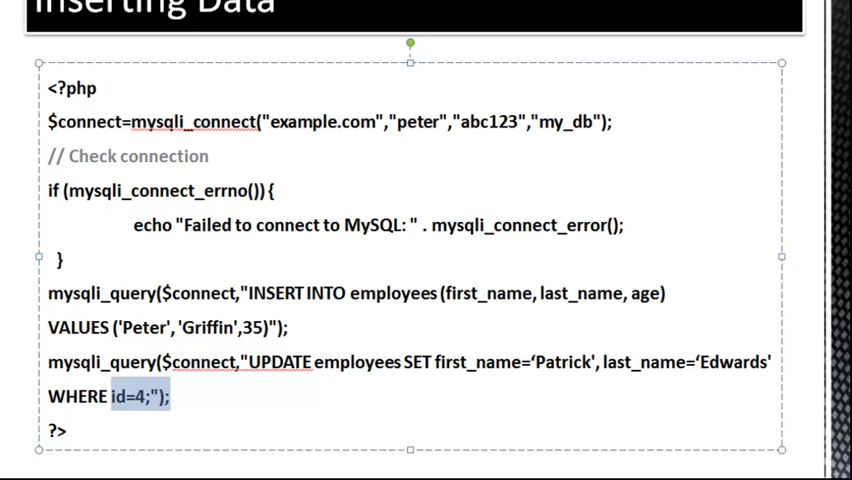 Inserting Data
<?php
$connect=mysqli_connect("example.com","peter","abc123","my_db");
// Check connection
if (mysqli_connect_errno()) {
echo "Failed to connect to MySQL: " . mysqli_connect_error();
}
mysqli_query($connect,"INSERT INTO employees (first_name, last_name, age)
VALUES ('Peter', 'Griffin',35)");
mysqli_query($connect,"UPDATE employees SET first_name=‘Patrick', last_name=‘Edwards'
WHERE id=4;");
?>